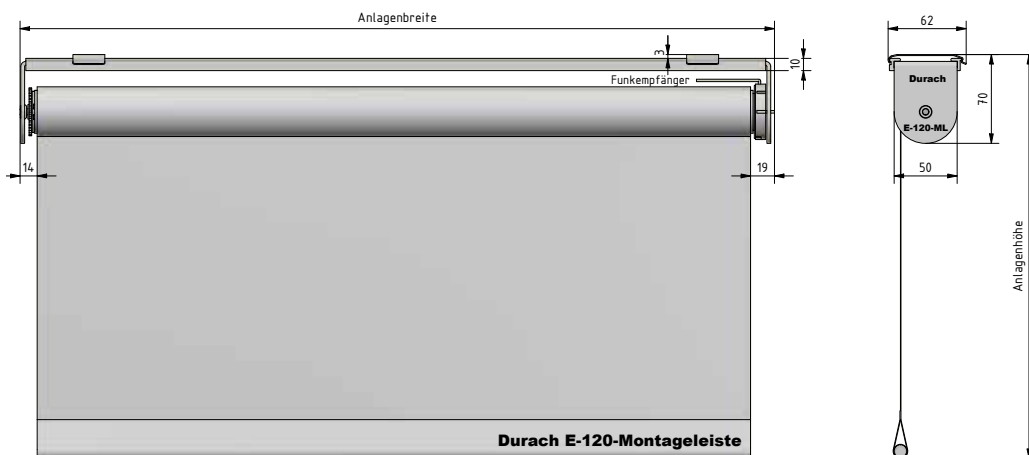 Anlagenbreite
62
3
10
Funkempfänger
Durach
70
E-120-ML
14
19
50
Anlagenhöhe
Durach E-120-Montageleiste